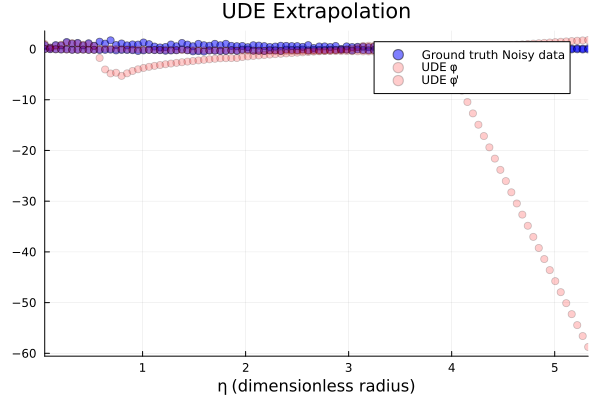 UDE Extrapolation
0
−10
−20
−30
−40
−50
−60
Ground truth Noisy data
UDE φ
UDE φ'
1
2
3
4
5
η (dimensionless radius)